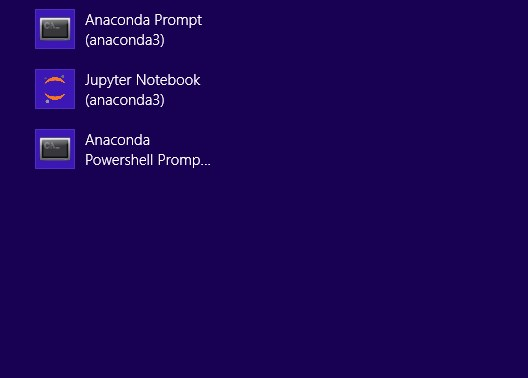 Anaconda Prompt
(anaconda3)
Jupyter Notebook
(anaconda3)
Anaconda
Powershell Promp...